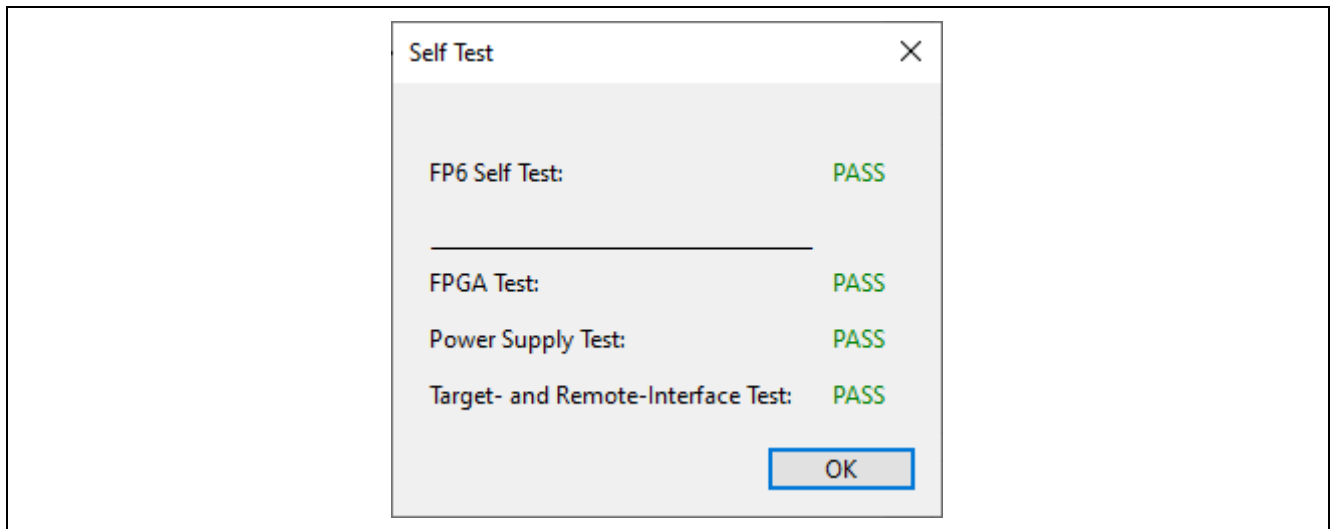 Self Test
FP6 Self Test: PASS
FPGA Test: PASS
Power Supply Test: PASS
Target- and Remote-Interface Test: PASS
OK